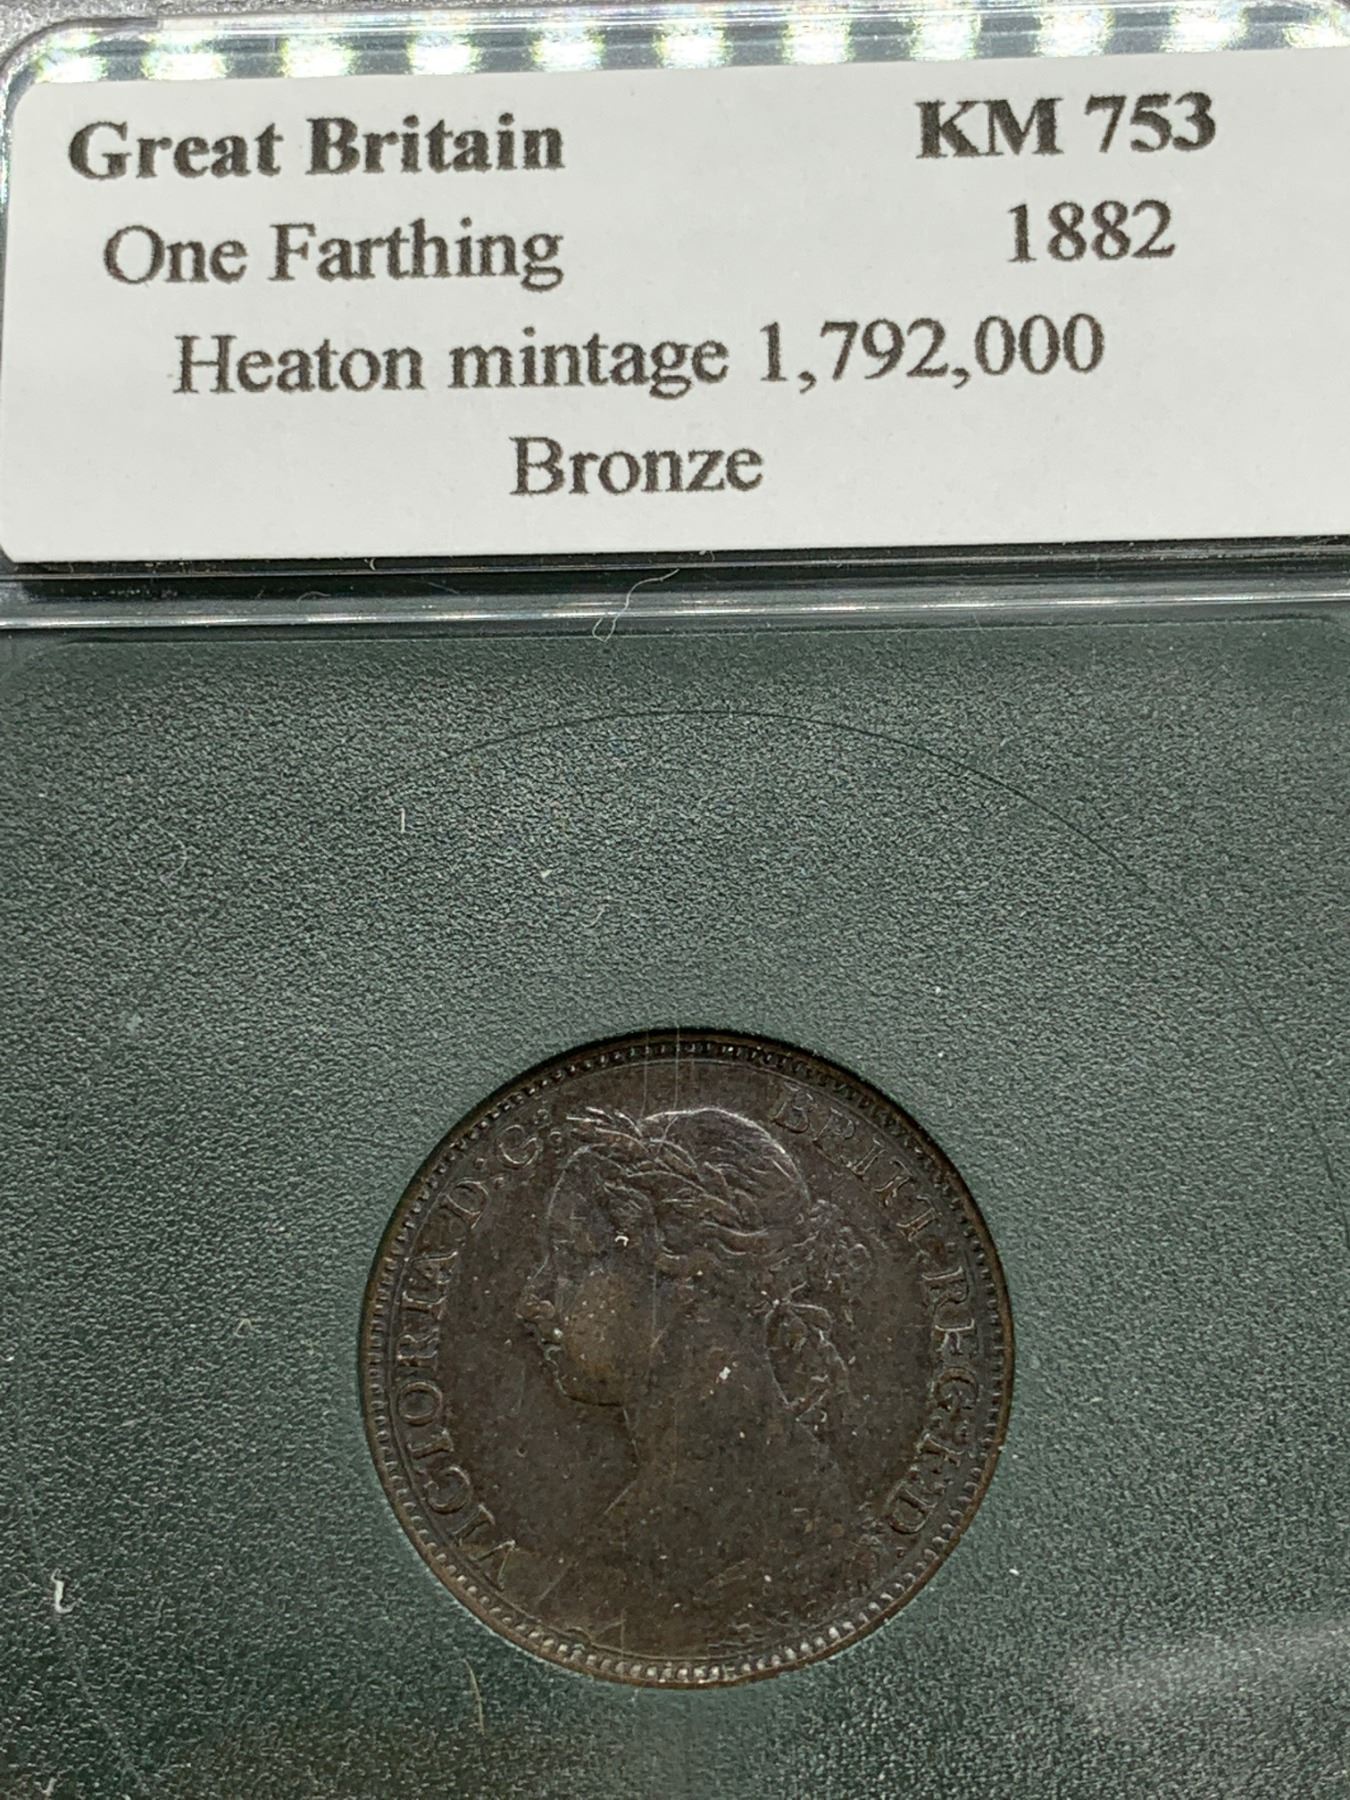 Great Britain KM 753
One Farthing 1882
Heaton mintage 1,792,000
Bronze
VICTORIA D: G: BRITT: REG: F: D: